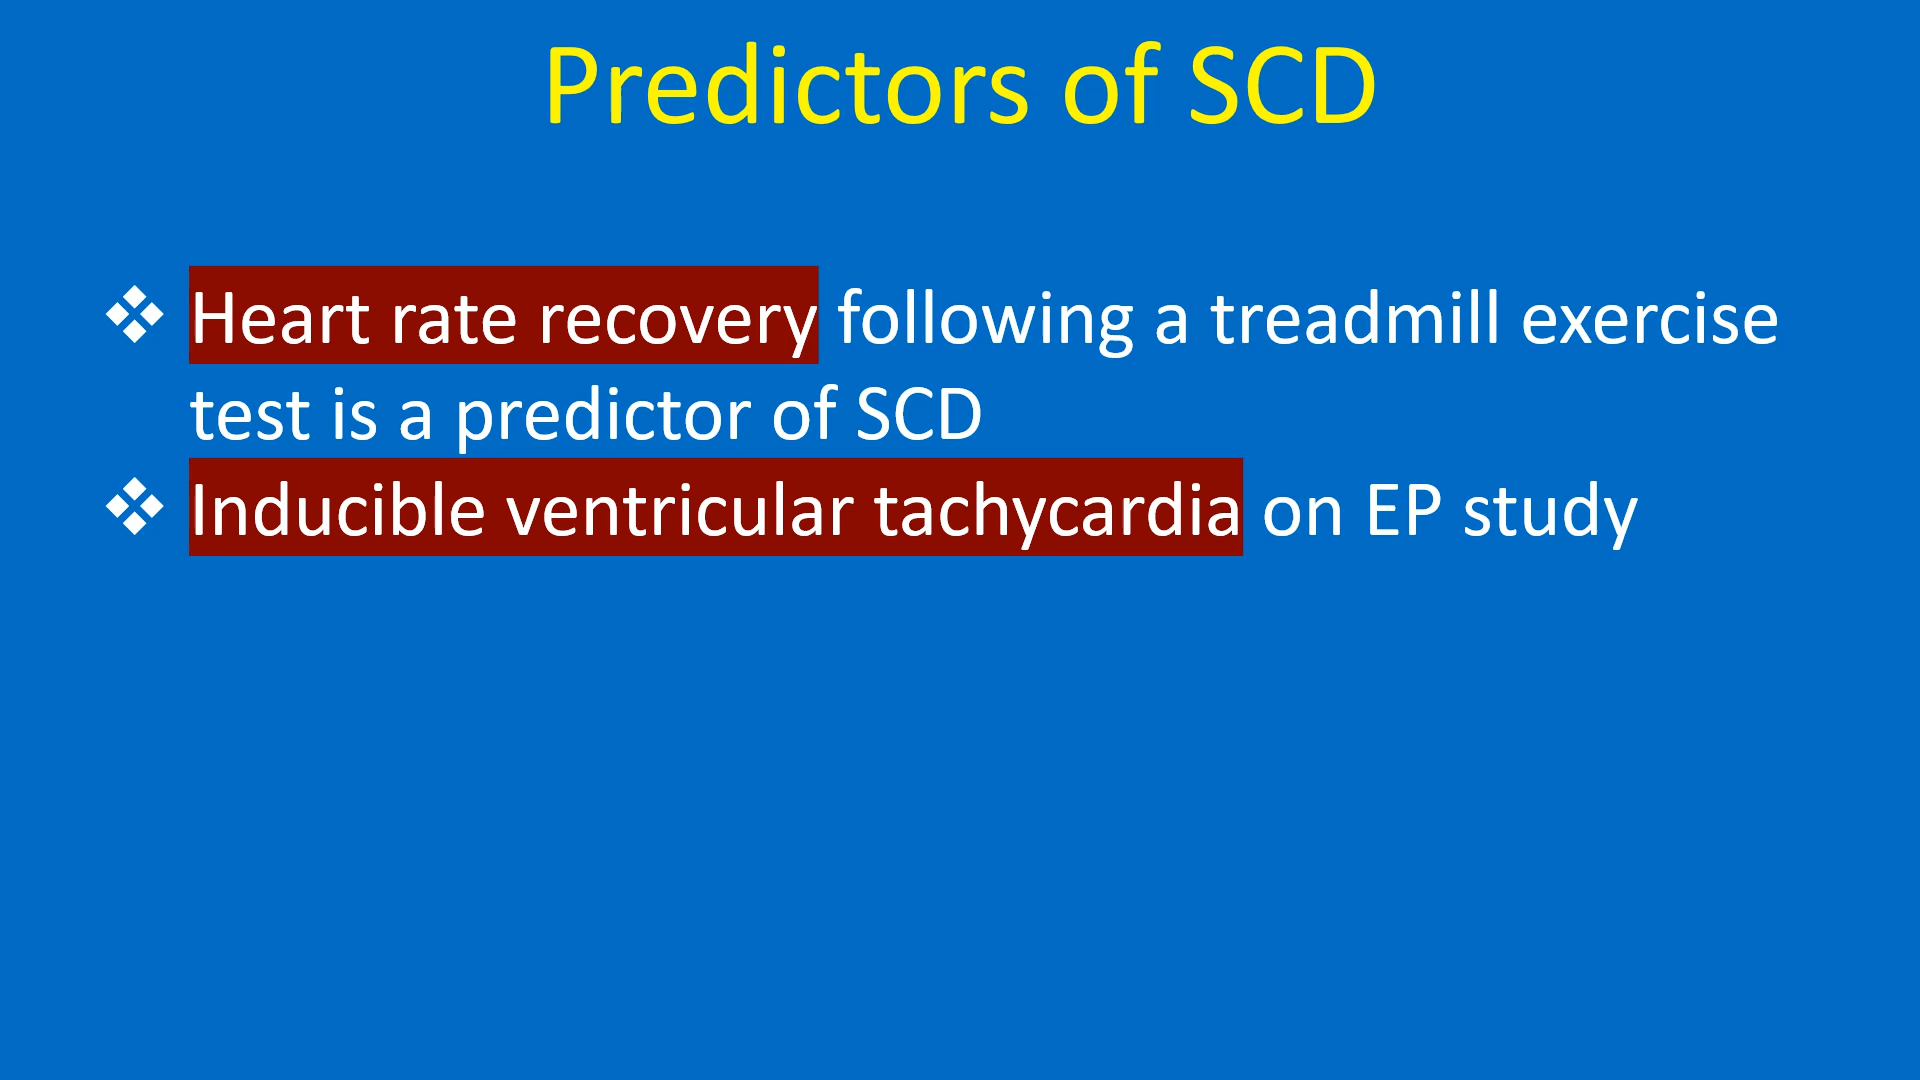 Predictors of SCD
❖ Heart rate recovery following a treadmill exercise
test is a predictor of SCD
❖ Inducible ventricular tachycardia on EP study